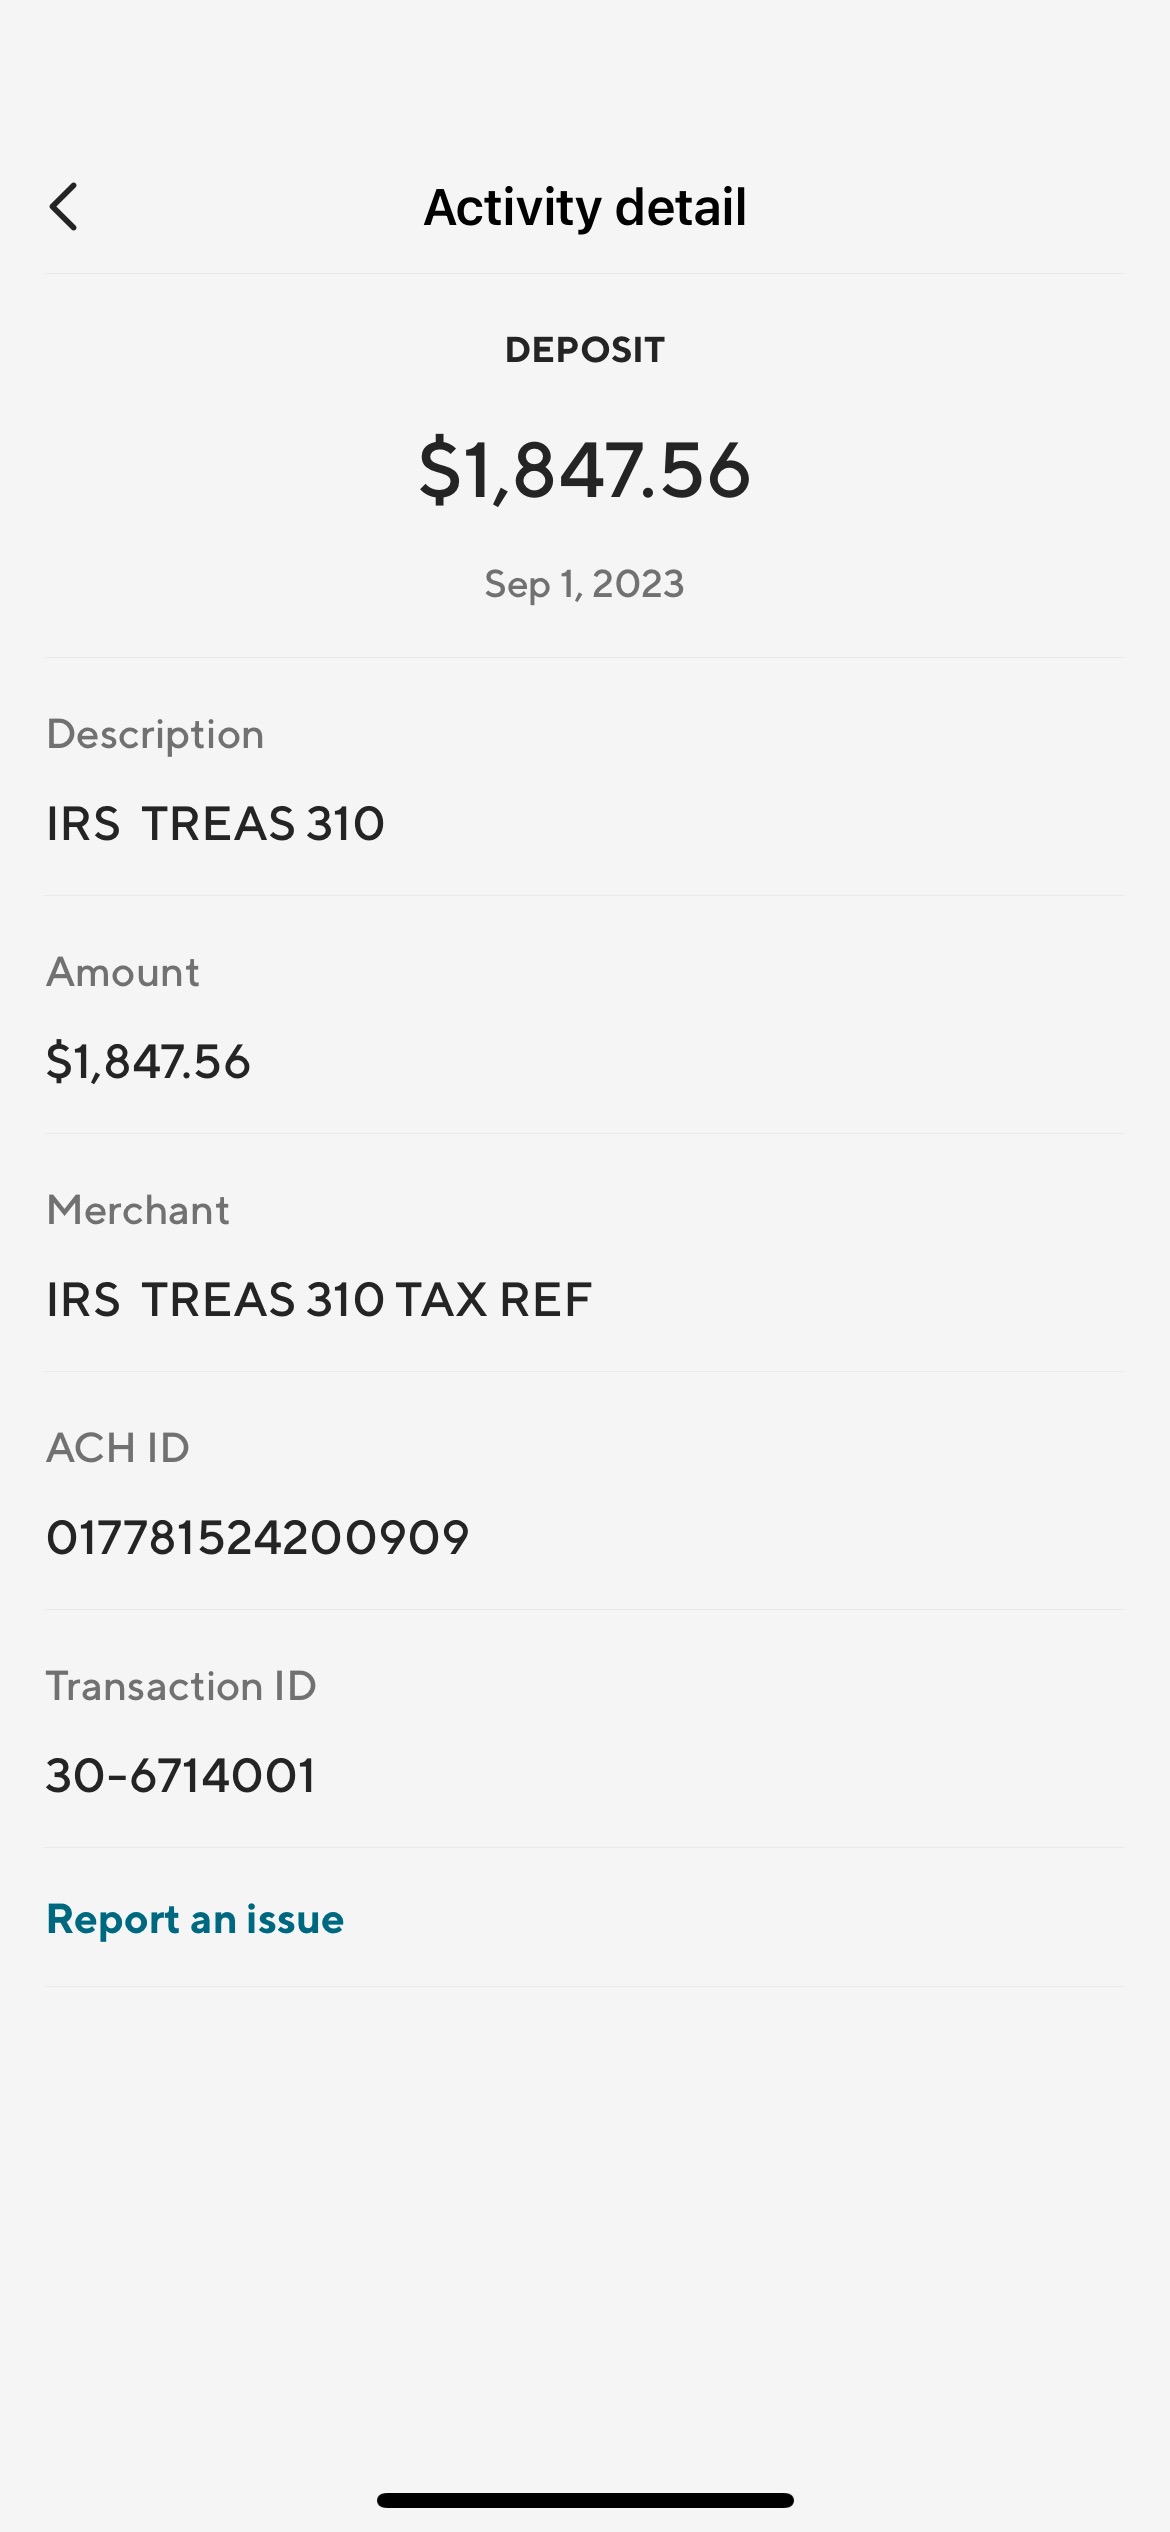 Activity detail
DEPOSIT
$1,847.56
Sep 1, 2023
Description
IRS  TREAS 310
Amount
$1,847.56
Merchant
IRS  TREAS 310 TAX REF
ACH ID
017781524200909
Transaction ID
30-6714001
Report an issue